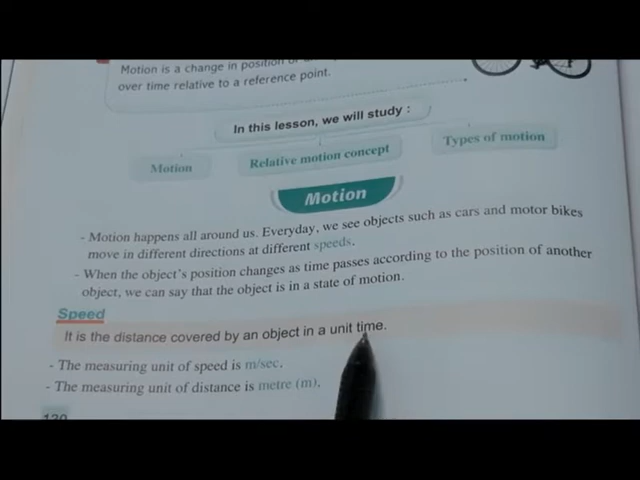 Motion is a change in position of
over time relative to a reference point.
In this lesson, we will study :
Motion
Relative motion concept
Types of motion
Motion
- Motion happens all around us. Everyday, we see objects such as cars and motor bikes
move in different directions at different speeds.
- When the object's position changes as time passes according to the position of another
object, we can say that the object is in a state of motion.
Speed
It is the distance covered by an object in a unit time.
- The measuring unit of speed is m/sec.
- The measuring unit of distance is metre (m).